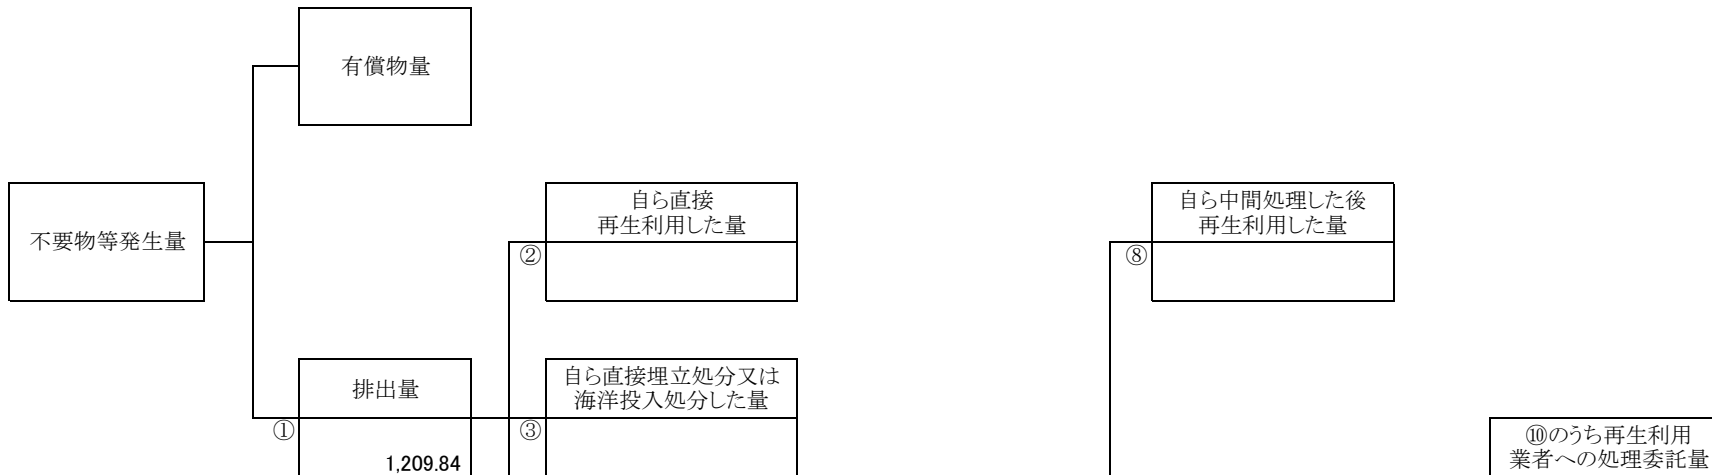 有償物量
不要物等発生量
自ら直接
再生利用した量
②
自ら中間処理した後
再生利用した量
⑧
排出量
①
1,209.84
自ら直接埋立処分又は
海洋投入処分した量
③
⑩のうち再生利用
業者への処理委託量